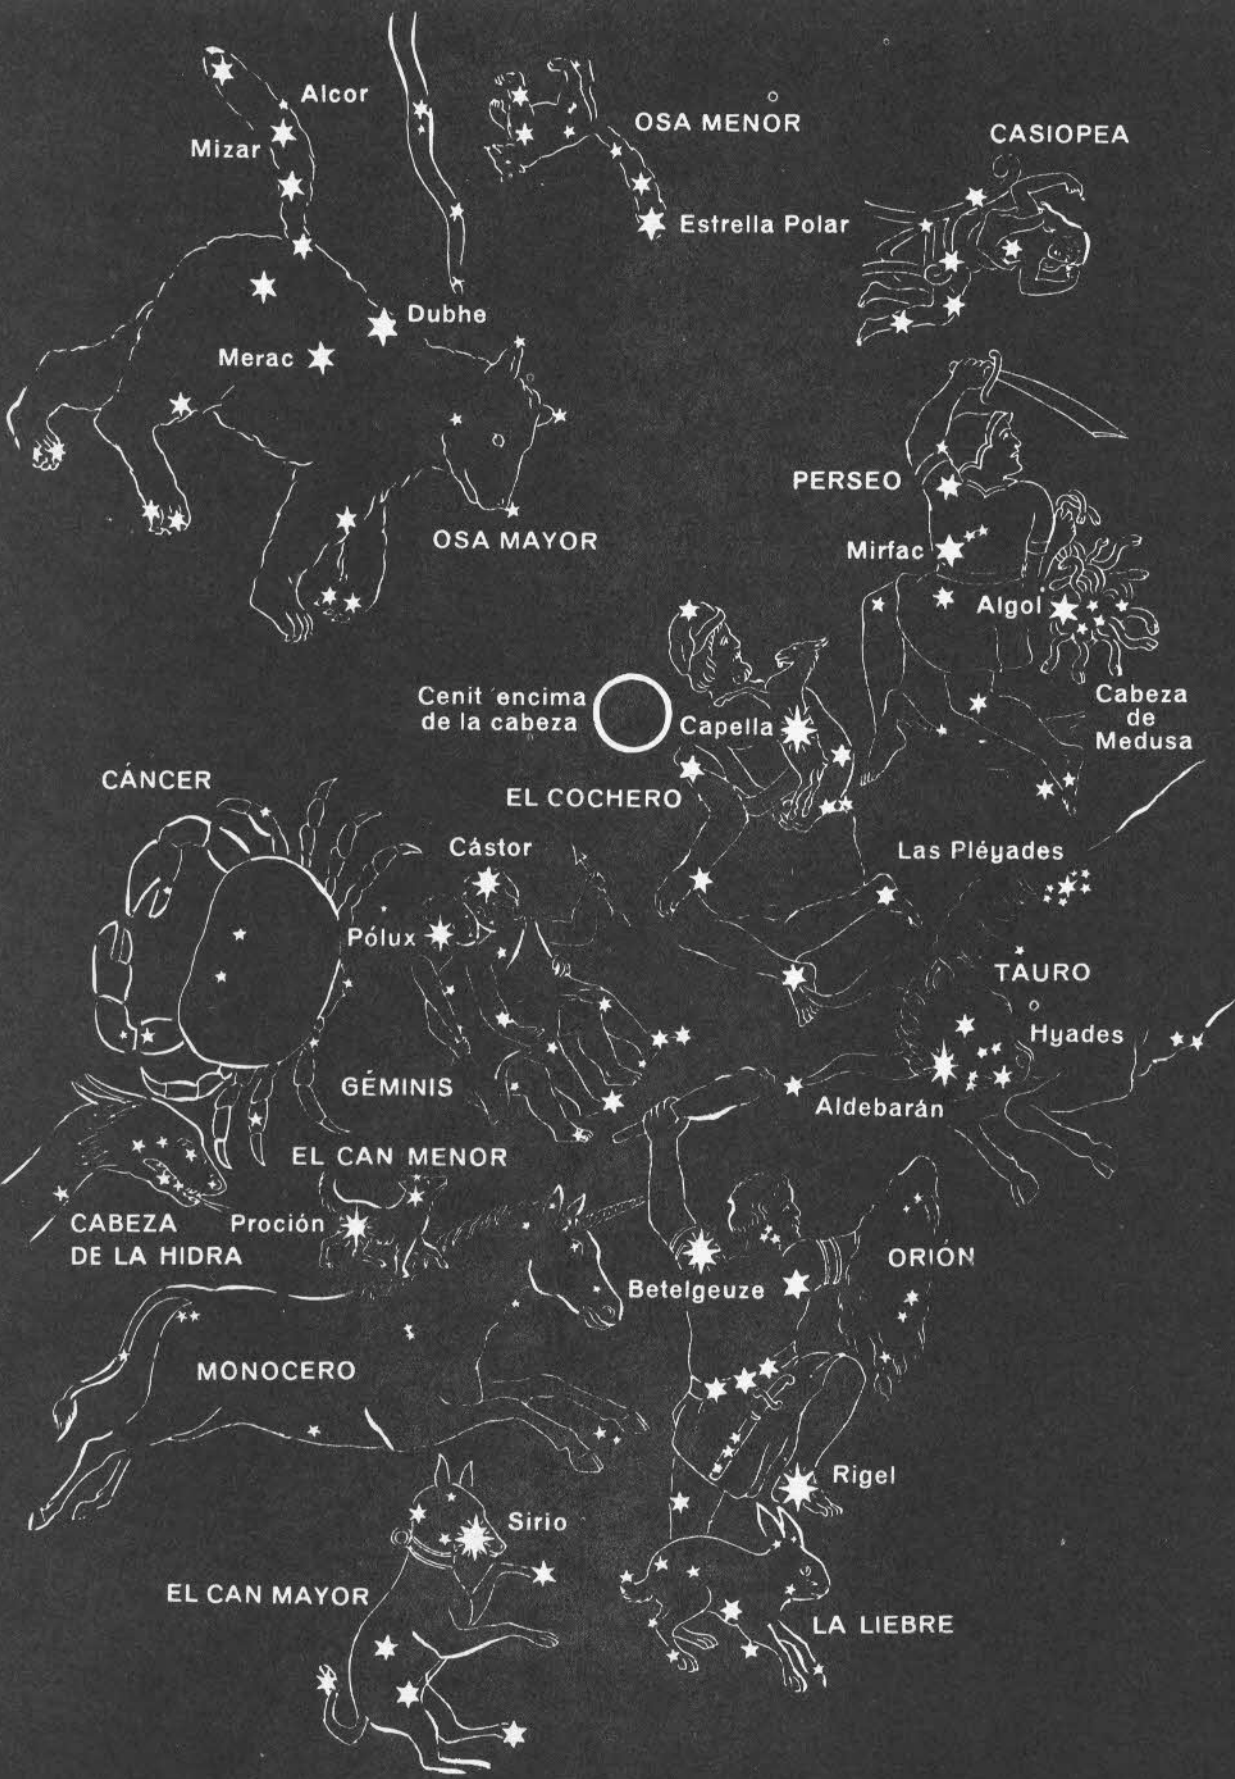 Alcor
Mizar
OSA MENOR
CASIOPEA
Estrella Polar
Dubhe
Merac
OSA MAYOR
PERSEO
Mirfac
Algol
Cabeza
de
Medusa
Cenit encima
de la cabeza
Capella
EL COCHERO
CÁNCER
Cástor
Las Pléyades
Pólux
TAURO
Hyades
GÉMINIS
Aldebarán
EL CAN MENOR
CABEZA
DE LA HIDRA
Proción
ORIÓN
Betelgeuze
MONOCERO
Rigel
Sirio
EL CAN MAYOR
LA LIEBRE